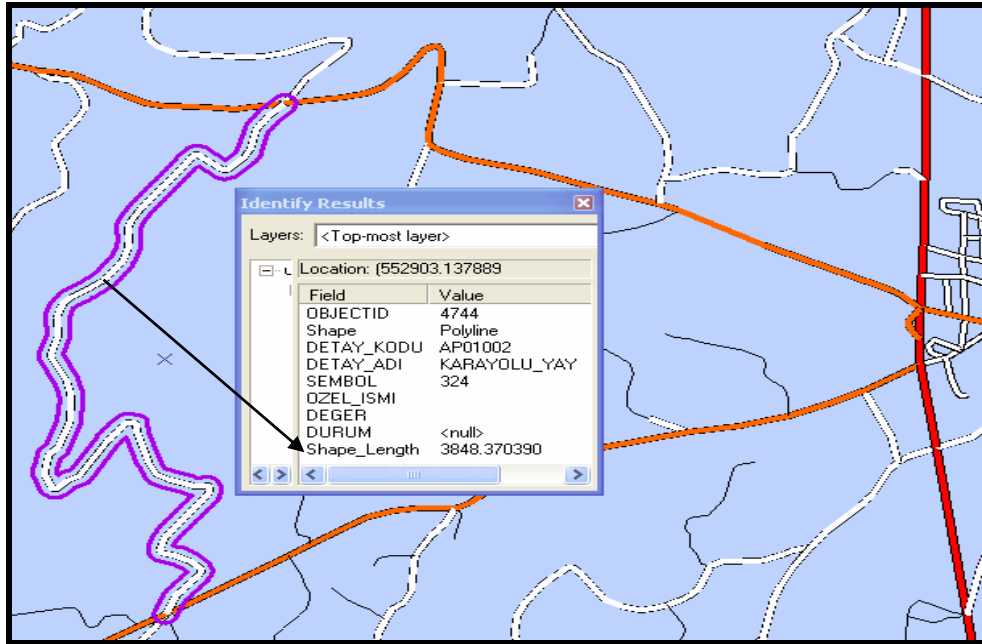 Identify Results
Layers: <Top-most layer>
Location: (552903.137889
Field Value
OBJECTID 4744
Shape Polyline
DETAY_KODU AP01002
DETAY_ADI KARAYOLU_YAY
SEMBOL 324
OZEL_ISMI
DEGER
DURUM <null>
Shape_Length 3848.370390